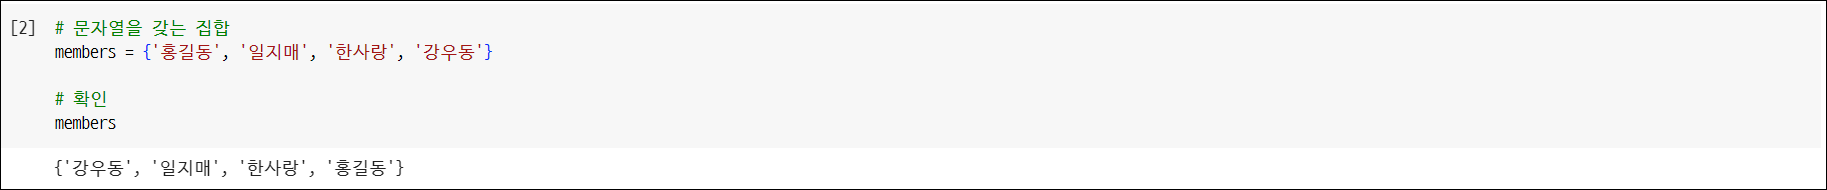 [2] # 문자열을 갖는 집합
members = {'홍길동', '일지매', '한사랑', '강우동'}
# 확인
members
{'강우동', '일지매', '한사랑', '홍길동'}